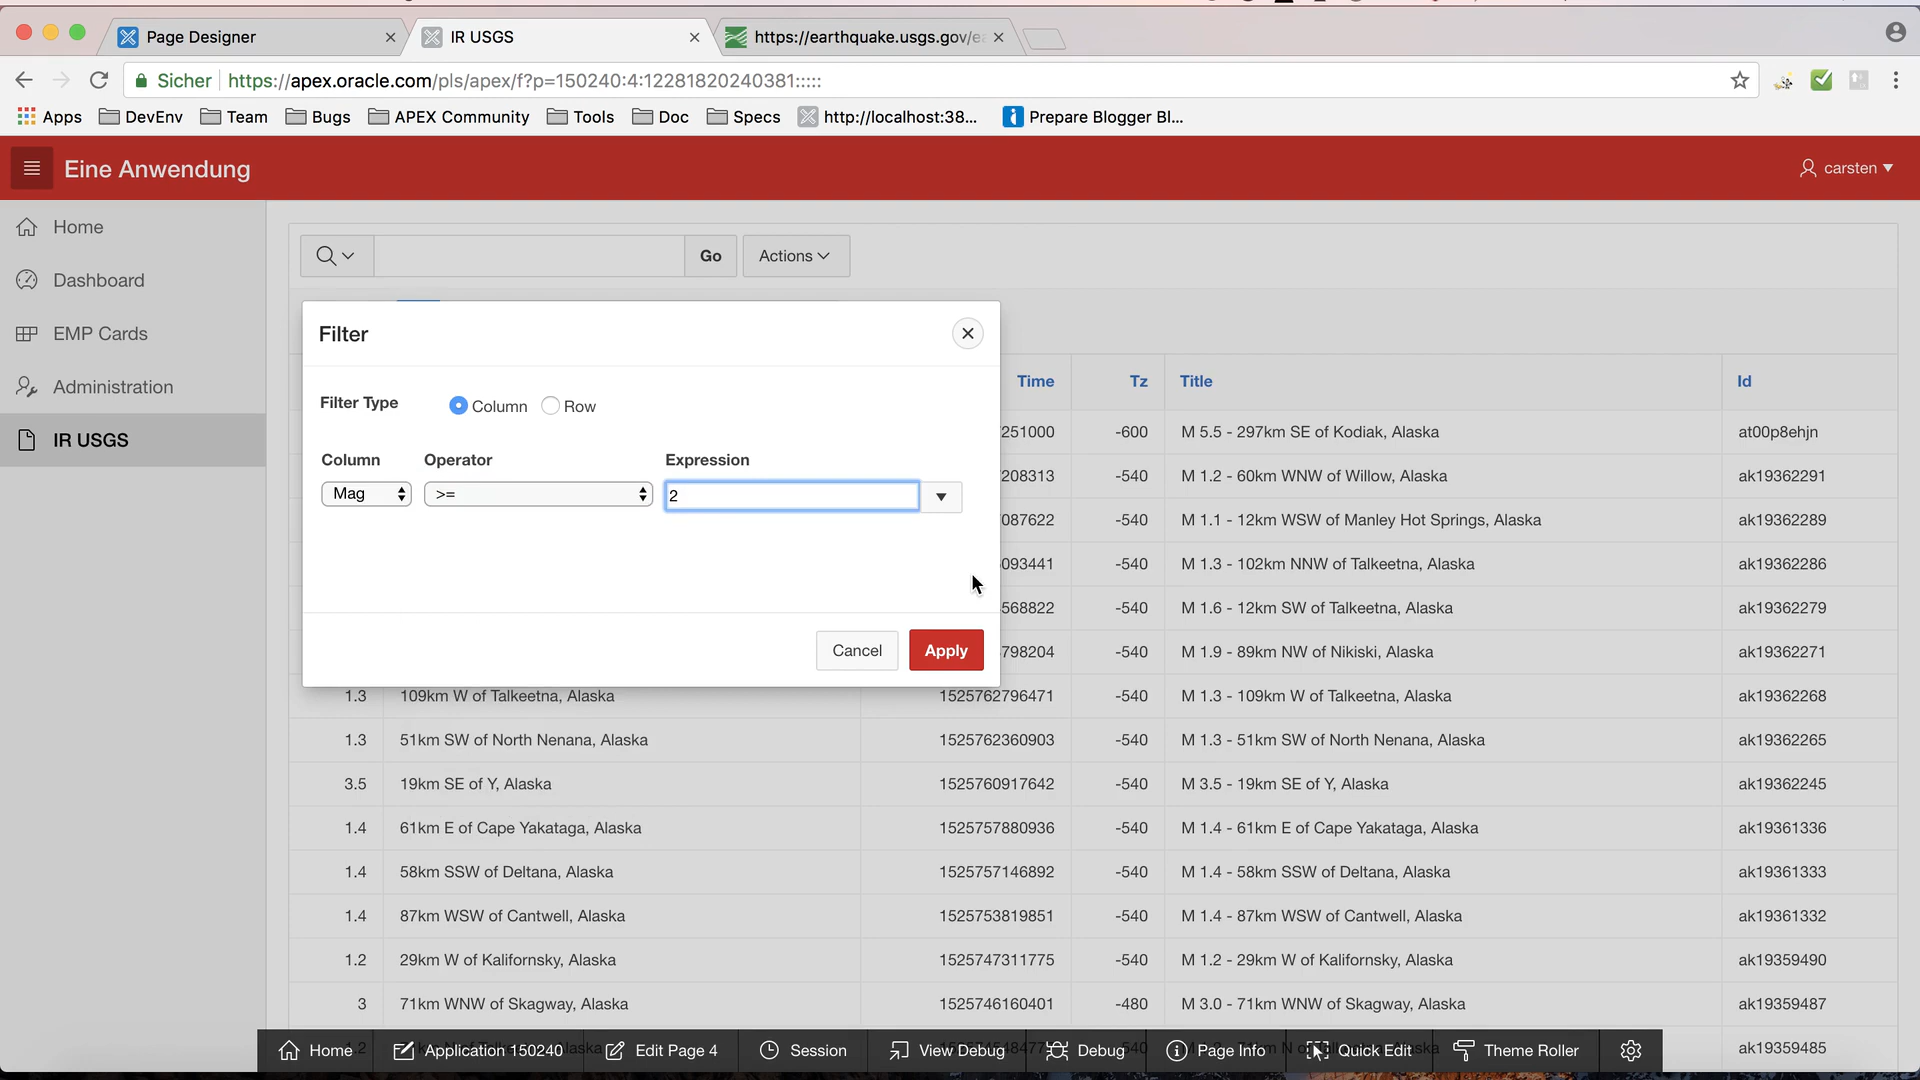 Page Designer
IR USGS
https://earthquake.usgs.gov/ea
Sicher https://apex.oracle.com/pls/apex/f?p=150240:4:12281820240381:::::
Apps DevEnv Team Bugs APEX Community Tools Doc Specs http://localhost:38... Prepare Blogger Bl...
Eine Anwendung
carsten
Home
Dashboard
EMP Cards
Administration
IR USGS
Go
Actions
Filter
Filter Type
Column Row
Column Operator Expression
Mag >= 2
Cancel Apply
Time Tz Title Id
251000 -600 M 5.5 - 297km SE of Kodiak, Alaska at00p8ehjn
208313 -540 M 1.2 - 60km WNW of Willow, Alaska ak19362291
087622 -540 M 1.1 - 12km WSW of Manley Hot Springs, Alaska ak19362289
093441 -540 M 1.3 - 102km NNW of Talkeetna, Alaska ak19362286
568822 -540 M 1.6 - 12km SW of Talkeetna, Alaska ak19362279
798204 -540 M 1.9 - 89km NW of Nikiski, Alaska ak19362271
1.3 109km W of Talkeetna, Alaska 1525762796471 -540 M 1.3 - 109km W of Talkeetna, Alaska ak19362268
1.3 51km SW of North Nenana, Alaska 1525762360903 -540 M 1.3 - 51km SW of North Nenana, Alaska ak19362265
3.5 19km SE of Y, Alaska 1525760917642 -540 M 3.5 - 19km SE of Y, Alaska ak19362245
1.4 61km E of Cape Yakataga, Alaska 1525757880936 -540 M 1.4 - 61km E of Cape Yakataga, Alaska ak19361336
1.4 58km SSW of Deltana, Alaska 1525757146892 -540 M 1.4 - 58km SSW of Deltana, Alaska ak19361333
1.4 87km WSW of Cantwell, Alaska 1525753819851 -540 M 1.4 - 87km WSW of Cantwell, Alaska ak19361332
1.2 29km W of Kalifornsky, Alaska 1525747311775 -540 M 1.2 - 29km W of Kalifornsky, Alaska ak19359490
3 71km WNW of Skagway, Alaska 1525746160401 -480 M 3.0 - 71km WNW of Skagway, Alaska ak19359487
ak19359485
Home Application 150240 Edit Page 4 Session View Debug Debug Page Info Quick Edit Theme Roller